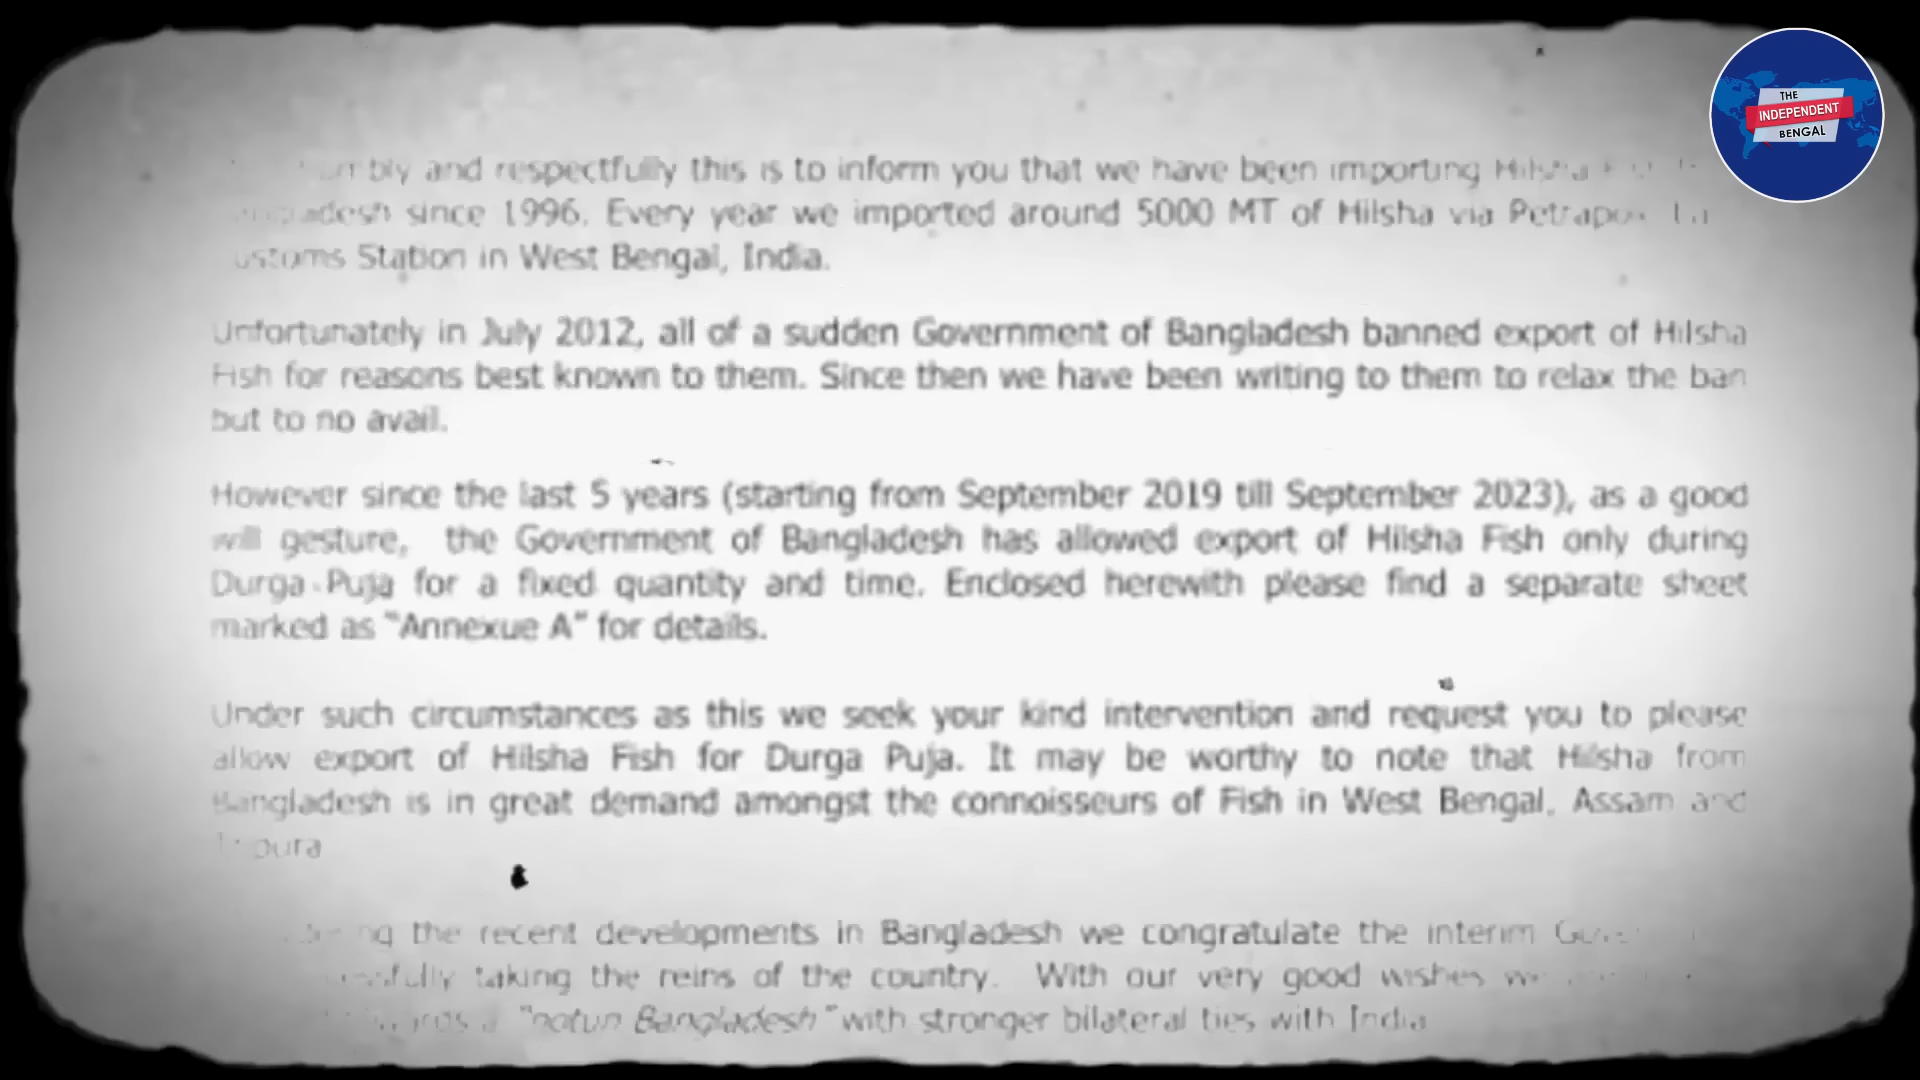 and respectfully this is to inform you that we have been importing Hilsha
since 1996. Every year we imported around 5000 MT of Hilsha via
Station in West Bengal, India.
Unfortunately in July 2012, all of a sudden Government of Bangladesh banned export of Hilsha
Fish for reasons best known to them. Since then we have been writing to them to relax the ban
but to no avail.
However since the last 5 years (starting from September 2019 till September 2023), as a good
will gesture, the Government of Bangladesh has allowed export of Hilsha Fish only during
Durga Puja for a fixed quantity and time. Enclosed herewith please find a separate sheet
marked as "Annexue A" for details.
Under such circumstances as this we seek your kind intervention and request you to please
allow export of Hilsha Fish for Durga Puja. It may be worthy to note that Hilsha from
Bangladesh is in great demand amongst the connoisseurs of Fish in West Bengal, Assam and
the recent developments in Bangladesh we congratulate the interim
taking the reins of the country. With our very good wishes
"notun Bangladesh" with stronger bilateral ties with India
THE
INDEPENDENT
BENGAL